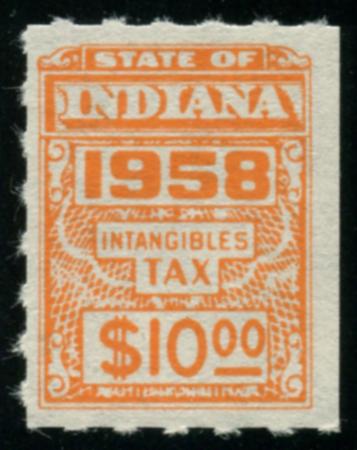 STATE OF
INDIANA
1958
INTANGIBLES
TAX
$10.00